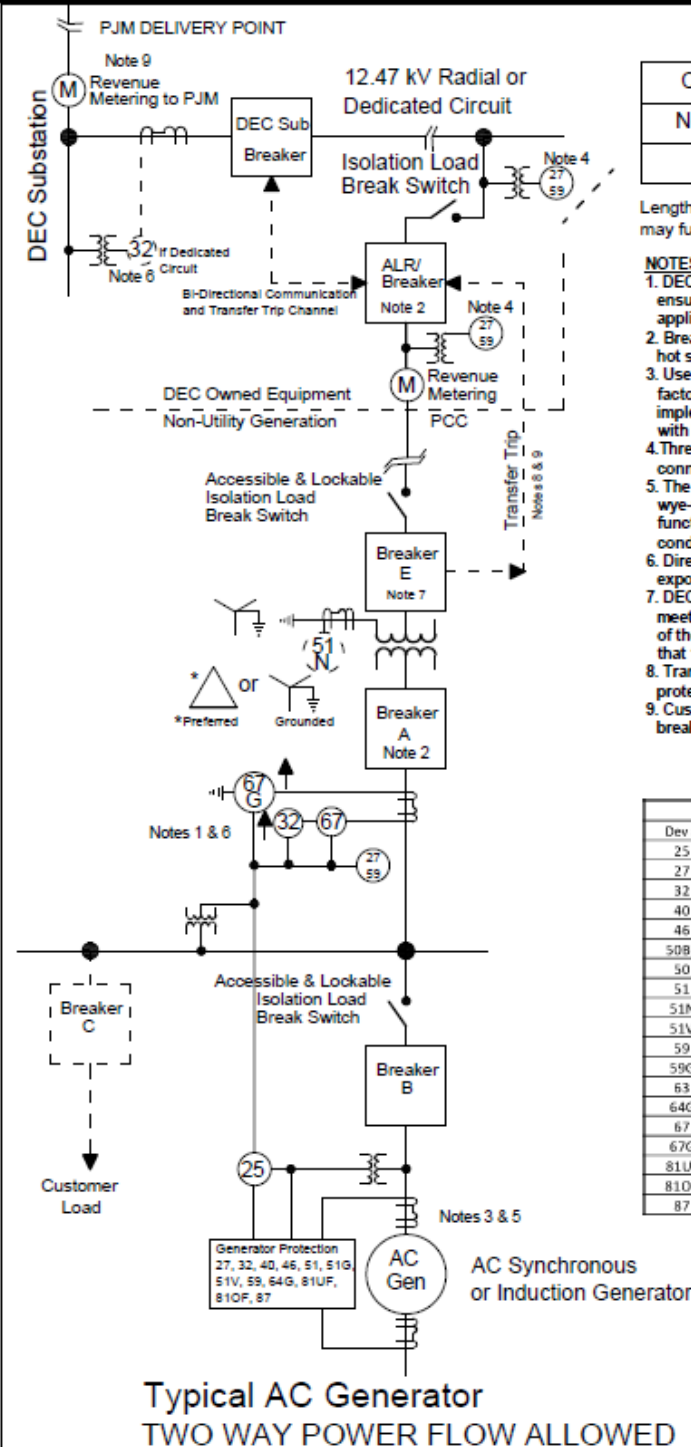 PJM DELIVERY POINT
Note 9
M
Revenue
Metering to PJM
DEC Substation
12.47 kV Radial or
Dedicated Circuit
DEC Sub
Breaker
Isolation Load
Break Switch
Note 4
27
59
32
If Dedicated
Circuit
Note 6
Bi-Directional Communication
and Transfer Trip Channel
ALR/
Breaker
Note 2
Note 4
27
59
M
Revenue
Metering
DEC Owned Equipment
Non-Utility Generation
PCC
Transfer Trip
Notes 8 & 9
Accessible & Lockable
Isolation Load
Break Switch
Breaker
E
Note 7
51
N
*
or
*Preferred
Grounded
Breaker
A
Note 2
67
G
32
67
Notes 1 & 6
27
59
Accessible & Lockable
Isolation Load
Break Switch
Breaker
C
Breaker
B
Customer
Load
25
Notes 3 & 5
Generator Protection
27, 32, 40, 46, 51, 51G,
51V, 59, 64G, 81UF,
81OF, 87
AC
Gen
AC Synchronous
or Induction Generator
Typical AC Generator
TWO WAY POWER FLOW ALLOWED
C
N
Length
may fu
NOTES
1. DEC
ensu
appli
2. Brea
hot s
3. Use
facto
imple
with
4.Thre
conn
5. The
wye-
funct
cond
6. Dire
expo
7. DEC
meet
of the
that
8. Tran
prote
9. Cus
break
Dev
25
27
32
40
46
50B
50
51
51N
51V
59
59G
63
64G
67
67G
81U
81O
87